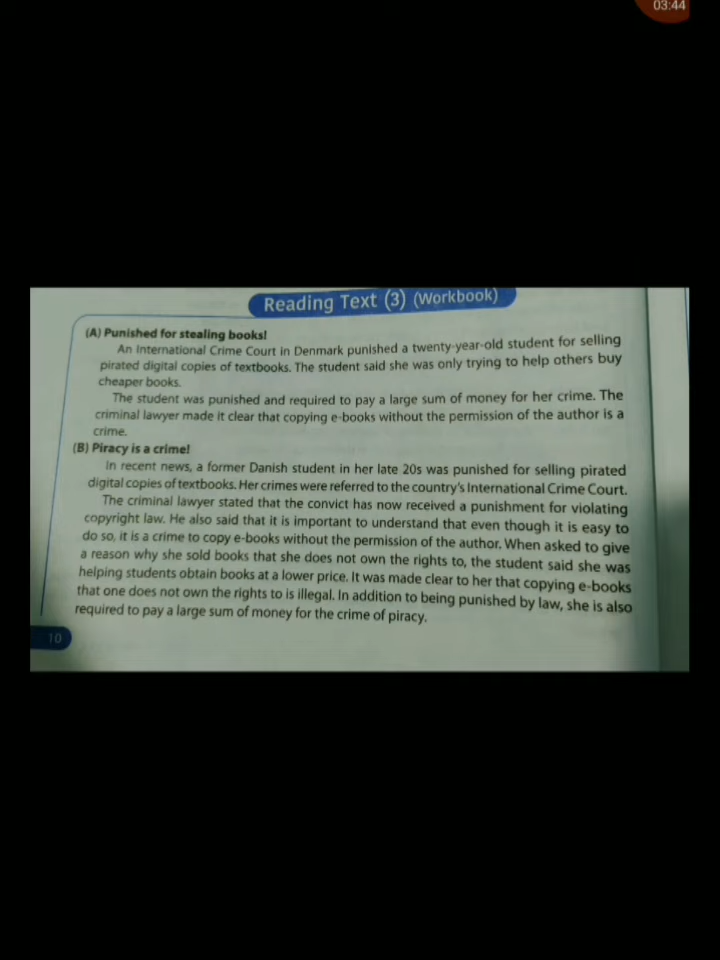 03:44
Reading Text (3) (Workbook)
(A) Punished for stealing books!
An International Crime Court in Denmark punished a twenty-year-old student for selling
pirated digital copies of textbooks. The student said she was only trying to help others buy
cheaper books.
The student was punished and required to pay a large sum of money for her crime. The
criminal lawyer made it clear that copying e-books without the permission of the author is a
crime.
(B) Piracy is a crime!
In recent news, a former Danish student in her late 20s was punished for selling pirated
digital copies of textbooks. Her crimes were referred to the country's International Crime Court.
The criminal lawyer stated that the convict has now received a punishment for violating
copyright law. He also said that it is important to understand that even though it is easy to
do so, it is a crime to copy e-books without the permission of the author. When asked to give
a reason why she sold books that she does not own the rights to, the student said she was
helping students obtain books at a lower price. It was made clear to her that copying e-books
that one does not own the rights to is illegal. In addition to being punished by law, she is also
required to pay a large sum of money for the crime of piracy.
10